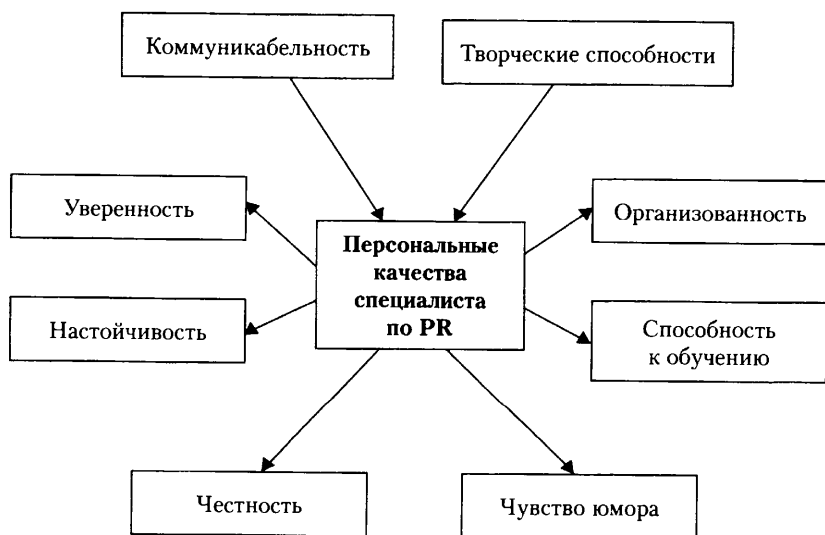 Коммуникабельность
Творческие способности
Уверенность
Организованность
Персональные
качества
специалиста
по PR
Настойчивость
Способность
к обучению
Честность
Чувство юмора